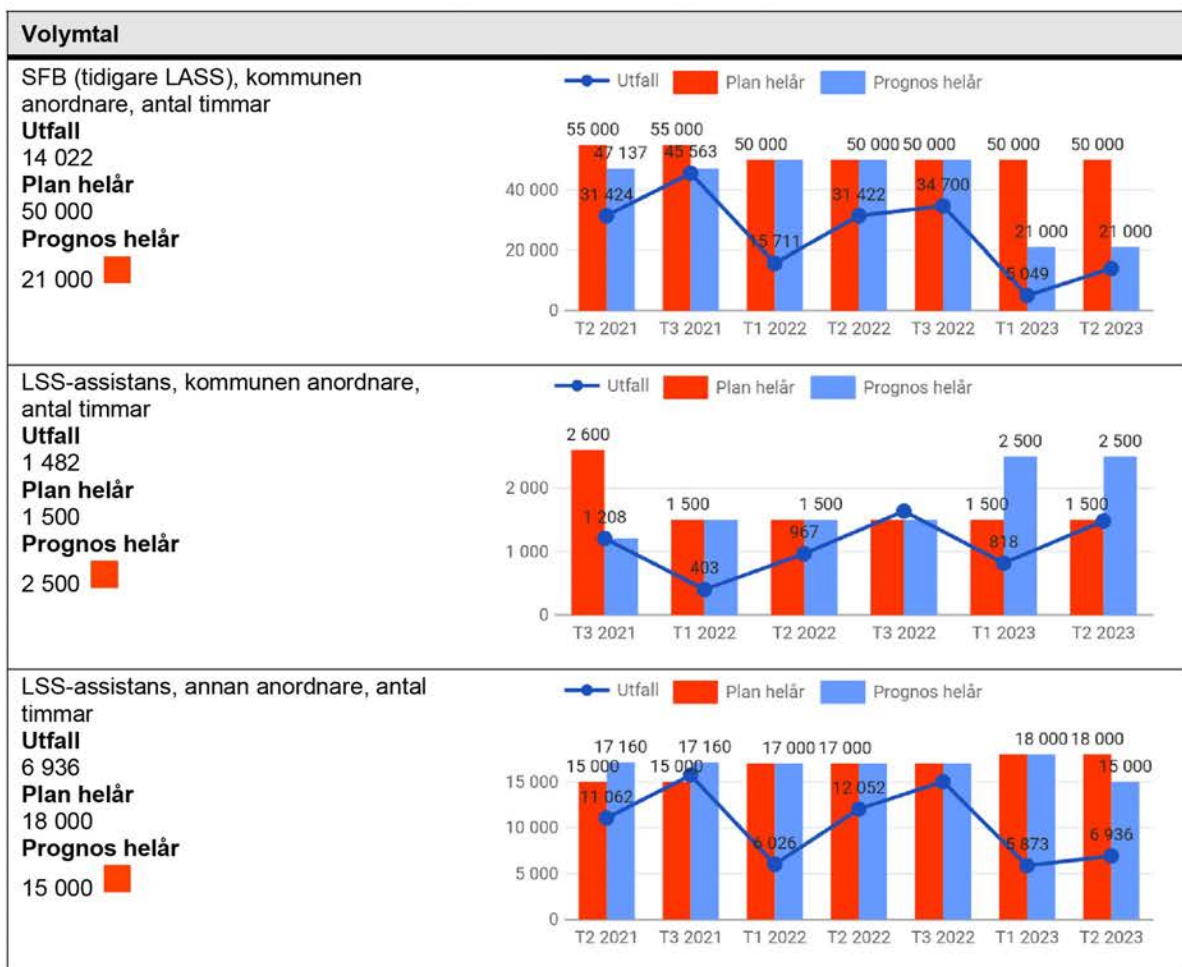 Volymtal
SFB (tidigare LASS), kommunen
anordnare, antal timmar
Utfall
14 022
Plan helår
50 000
Prognos helår
21 000
Utfall Plan helår Prognos helår
55 000 55 000 50 000 50 000 50 000 50 000 50 000
47 137 45 563
31 424 15 711 31 422 34 700 21 000 5 049 21 000
40 000
20 000
0
T2 2021 T3 2021 T1 2022 T2 2022 T3 2022 T1 2023 T2 2023
LSS-assistans, kommunen anordnare,
antal timmar
Utfall
1 482
Plan helår
1 500
Prognos helår
2 500
Utfall Plan helår Prognos helår
2 600 2 500 2 500
2 000
1 500 1 500 1 500 1 500
1 208 403 967 818
1 000
0
T3 2021 T1 2022 T2 2022 T3 2022 T1 2023 T2 2023
LSS-assistans, annan anordnare, antal
timmar
Utfall
6 936
Plan helår
18 000
Prognos helår
15 000
Utfall Plan helår Prognos helår
17 160 17 160 17 000 17 000 18 000 18 000
15 000 15 000 15 000
11 062 6 026 12 052 5 873 6 936
15 000
10 000
5 000
0
T2 2021 T3 2021 T1 2022 T2 2022 T3 2022 T1 2023 T2 2023